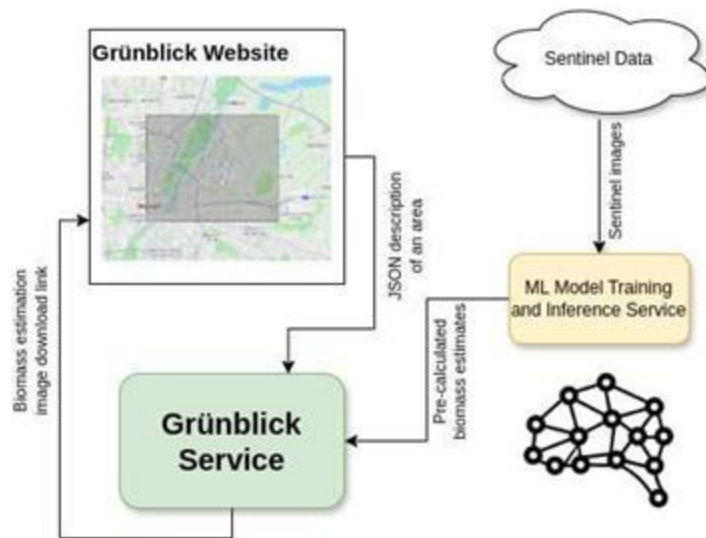 Grünblick Website
Sentinel Data
Sentinel images
JSON description
of an area
ML Model Training
and Inference Service
Biomass estimation
image download link
Pre-calculated
biomass estimates
Grünblick
Service